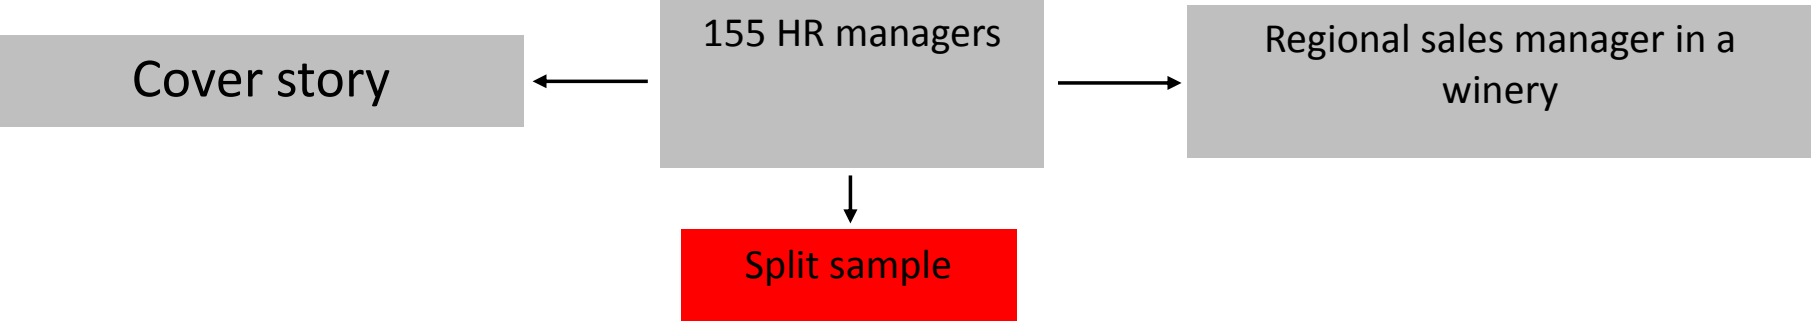 Cover story
155 HR managers
Regional sales manager in a
winery
Split sample